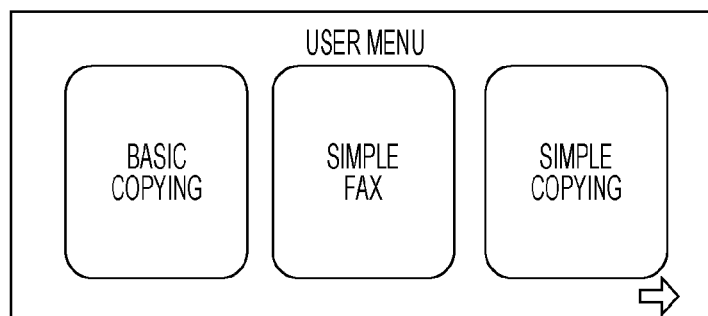 USER MENU
BASIC
COPYING
SIMPLE
FAX
SIMPLE
COPYING